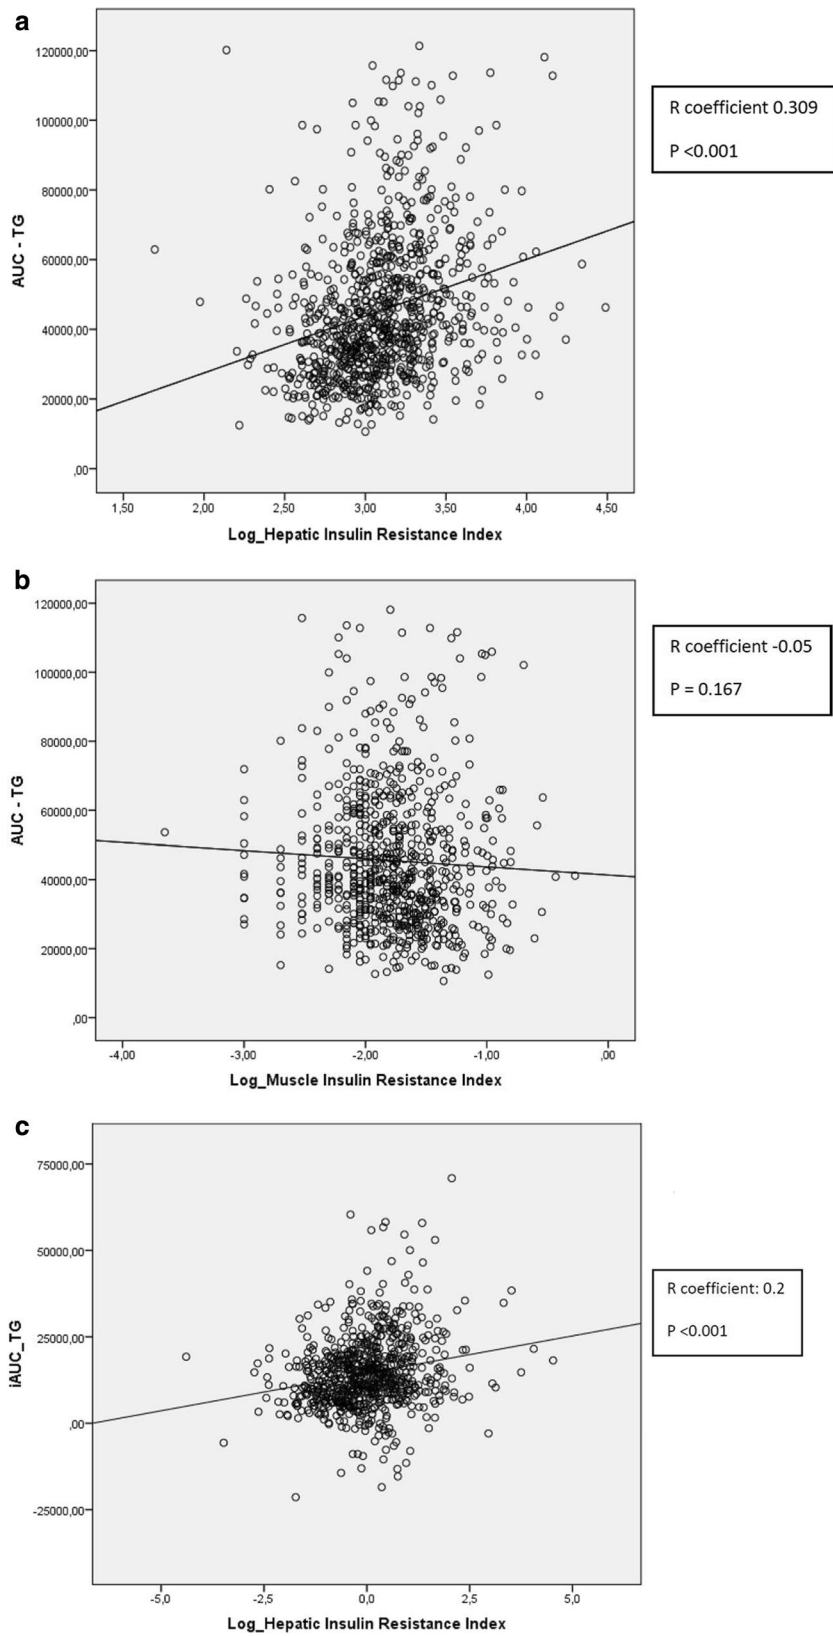 a
120000,00
100000,00
80000,00
60000,00
40000,00
20000,00
,00
AUC - TG
1,50 2,00 2,50 3,00 3,50 4,00 4,50
Log_Hepatic Insulin Resistance Index
R coefficient 0.309
P <0.001
b
120000,00
100000,00
80000,00
60000,00
40000,00
20000,00
,00
AUC - TG
-4,00 -3,00 -2,00 -1,00 ,00
Log_Muscle Insulin Resistance Index
R coefficient -0.05
P = 0.167
c
75000,00
50000,00
25000,00
,00
-25000,00
iAUC_TG
-5,0 -2,5 0,0 2,5 5,0
Log_Hepatic Insulin Resistance Index
R coefficient: 0.2
P <0.001